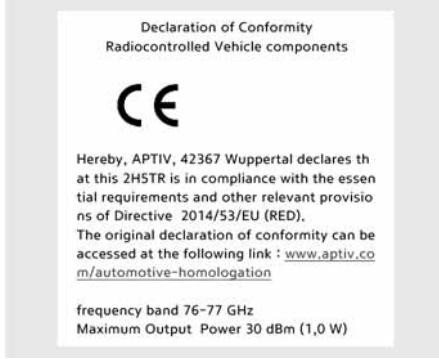 Declaration of Conformity
Radiocontrolled Vehicle components
CE
Hereby, APTIV, 42367 Wuppertal declares th
at this 2H5TR is in compliance with the essen
tial requirements and other relevant provisio
ns of Directive  2014/53/EU (RED).
The original declaration of conformity can be
accessed at the following link : www.aptiv.co
m/automotive-homologation
frequency band 76-77 GHz
Maximum Output  Power 30 dBm (1,0 W)